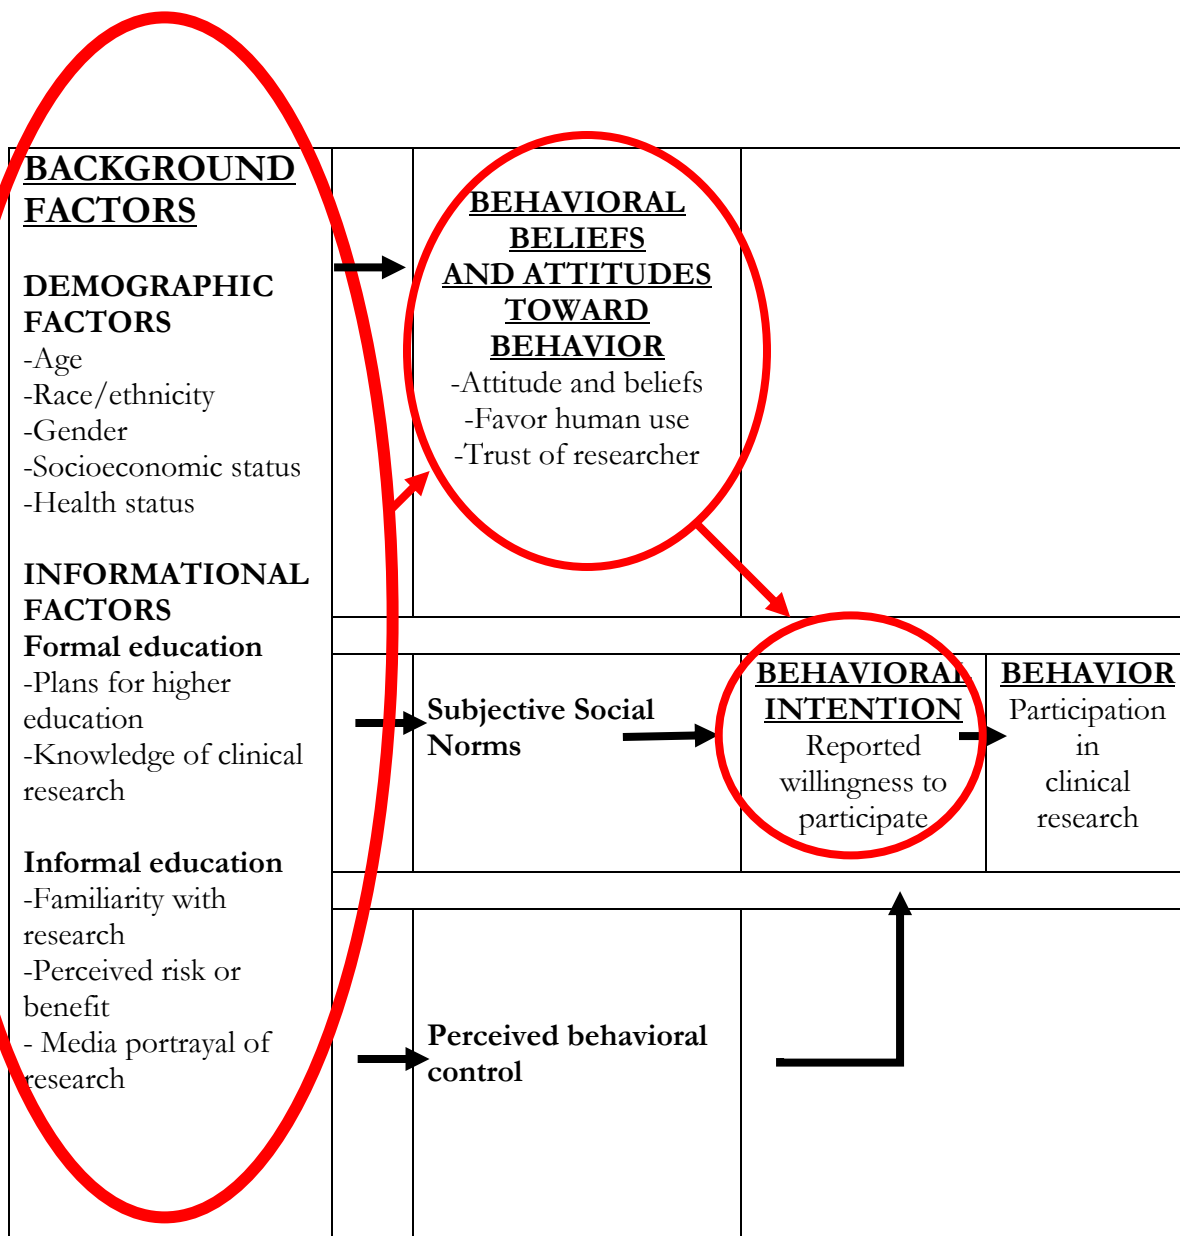 BACKGROUND
FACTORS
DEMOGRAPHIC
FACTORS
-Age
-Race/ethnicity
-Gender
-Socioeconomic status
-Health status
INFORMATIONAL
FACTORS
Formal education
-Plans for higher
education
-Knowledge of clinical
research
Informal education
-Familiarity with
research
-Perceived risk or
benefit
- Media portrayal of
research
BEHAVIORAL
BELIEFS
AND ATTITUDES
TOWARD
BEHAVIOR
-Attitude and beliefs
-Favor human use
-Trust of researcher
Subjective Social
Norms
Perceived behavioral
control
BEHAVIORAL
INTENTION
Reported
willingness to
participate
BEHAVIOR
Participation
in
clinical
research